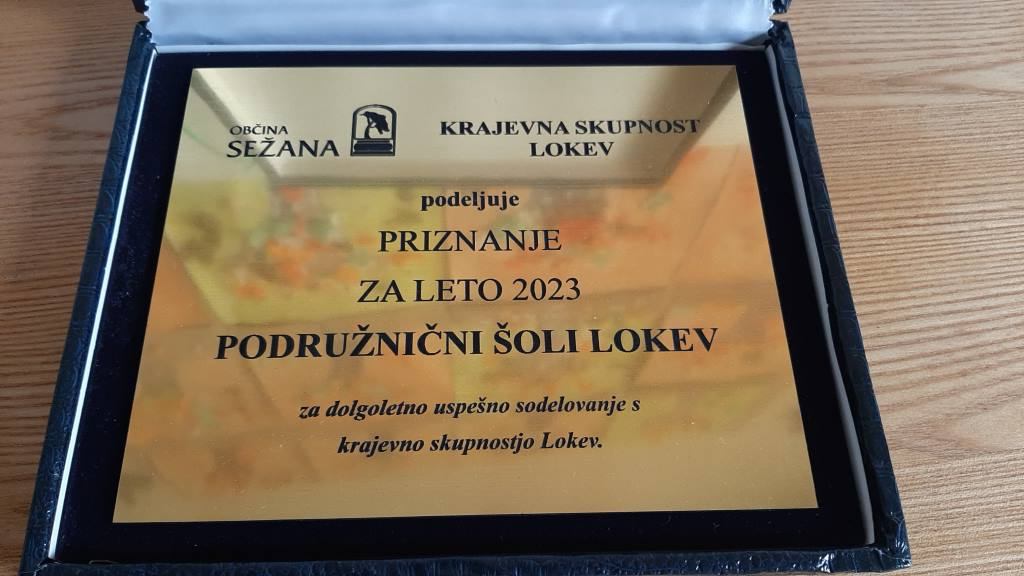 OBČINA
SEŽANA
KRAJEVNA SKUPNOST
LOKEV
podeljuje
PRIZNANJE
ZA LETO 2023
PODRUŽNIČNI ŠOLI LOKEV
za dolgoletno uspešno sodelovanje s
krajevno skupnostjo Lokev.